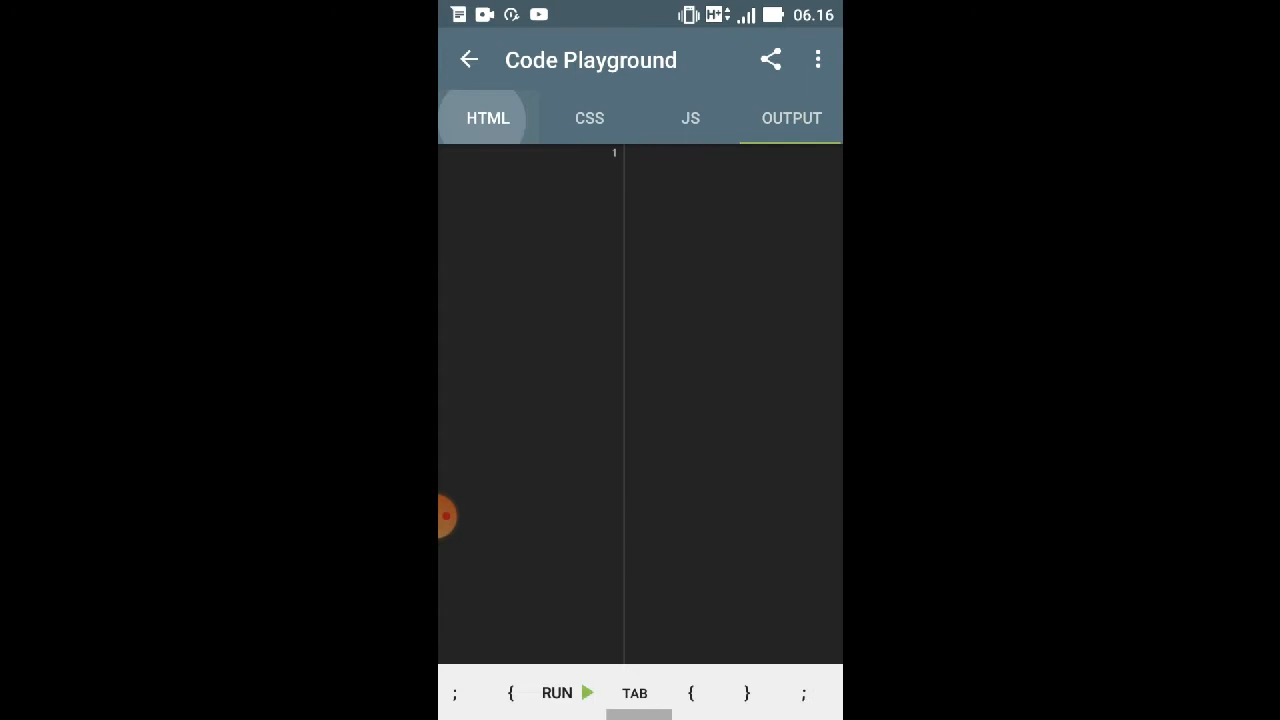 H+ 06.16
Code Playground
HTML CSS JS OUTPUT
1
; { RUN TAB { } ;